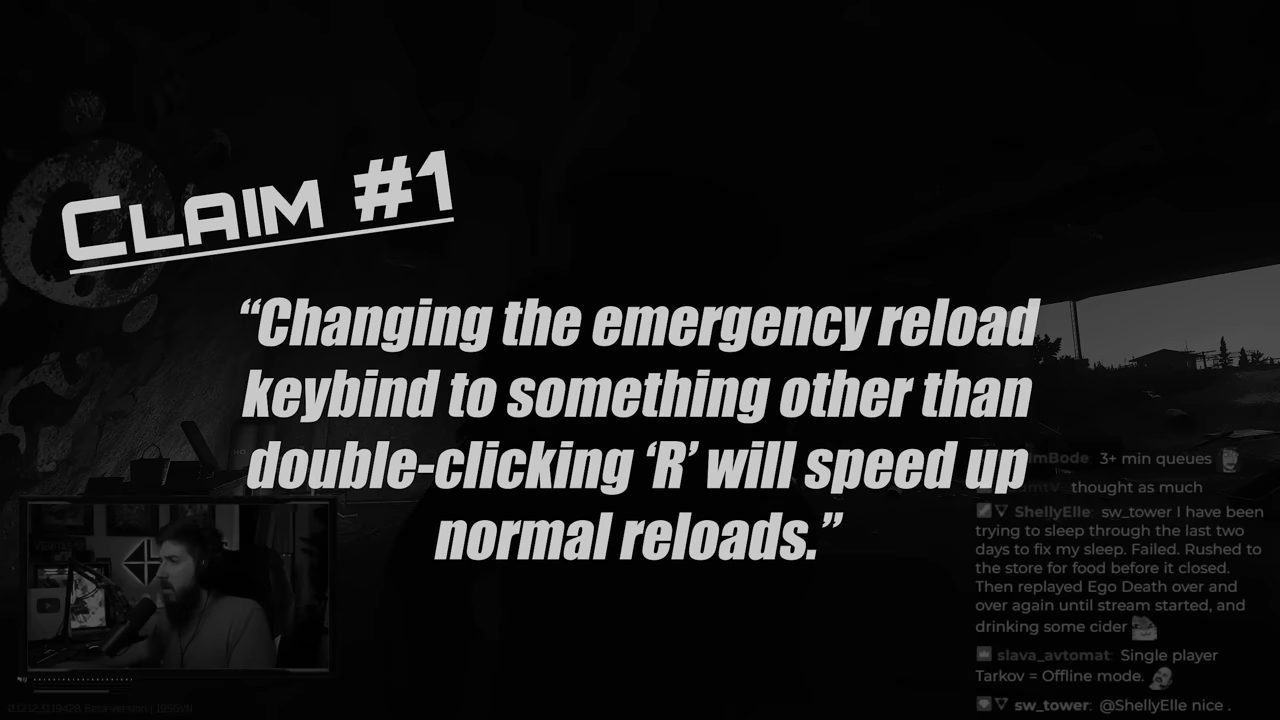 Claim #1
“Changing the emergency reload
keybind to something other than
double-clicking ‘R’ will speed up
normal reloads.”
imBode: 3+ min queues
thought as much
ShellyElle: sw_tower I have been
trying to sleep through the last two
days to fix my sleep. Failed. Rushed to
the store for food before it closed.
Then replayed Ego Death over and
over again until stream started, and
drinking some cider
slava_avtomat: Single player
Tarkov = Offline mode.
sw_tower: @ShellyElle nice .